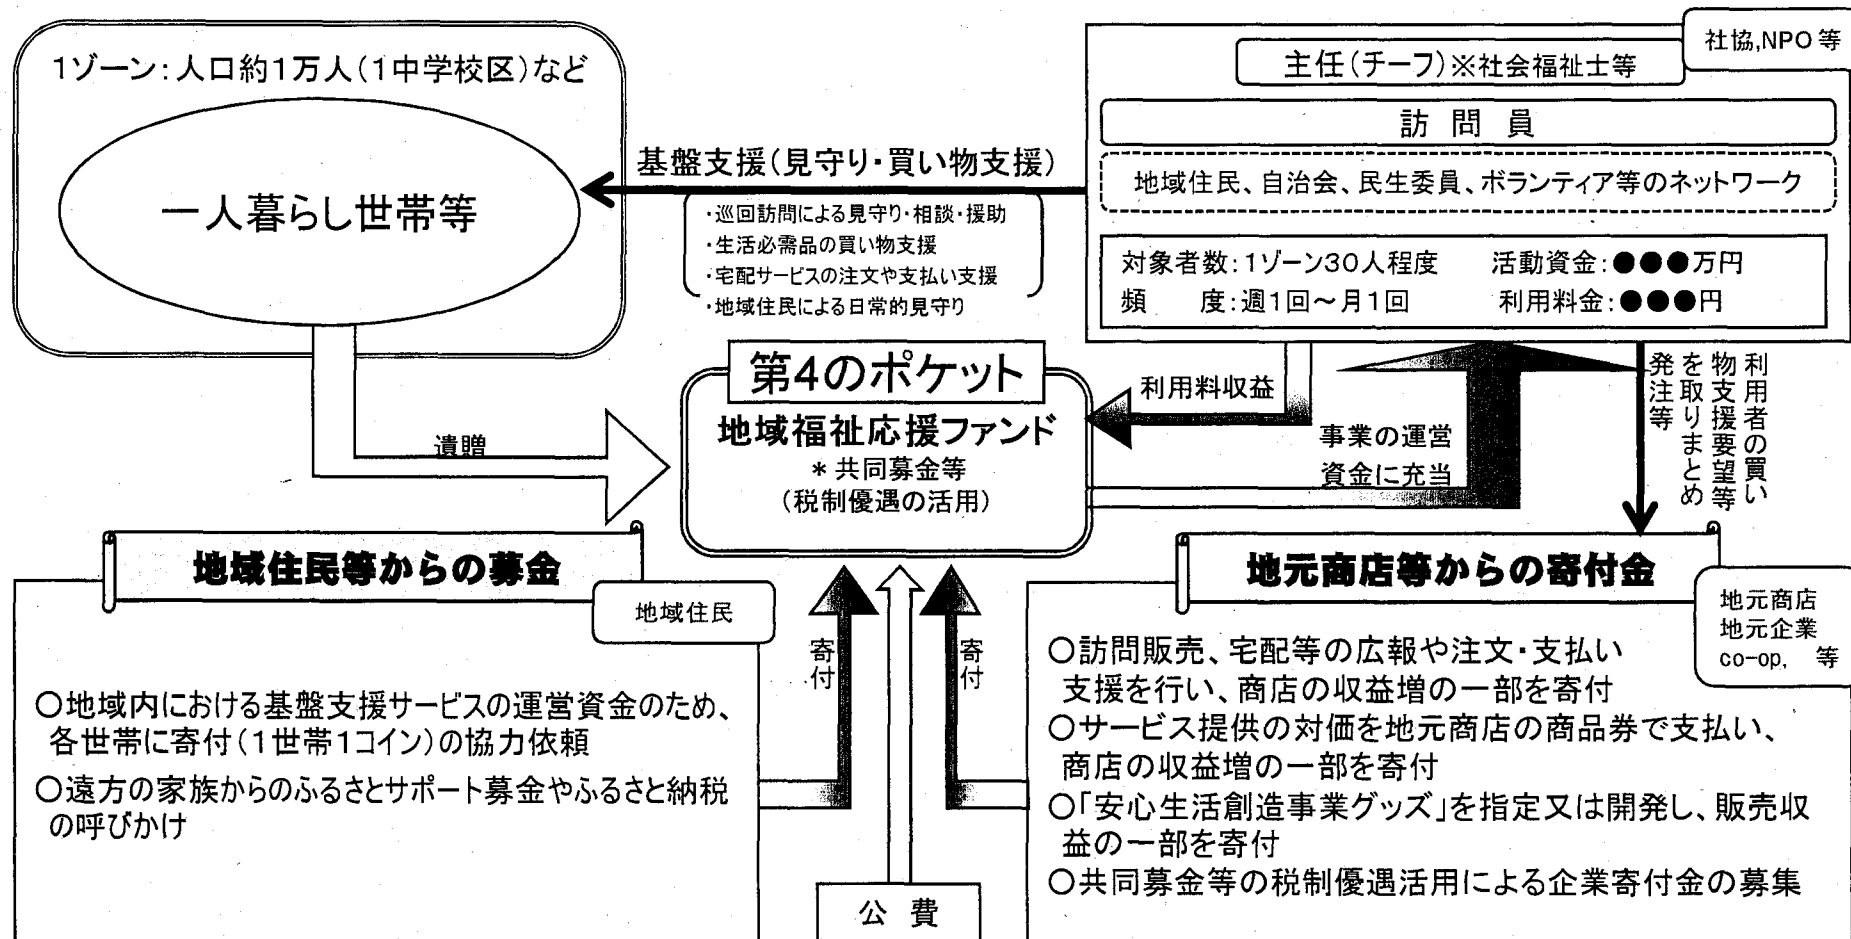 1ゾーン：人口約1万人（1中学校区）など
一人暮らし世帯等
基盤支援（見守り・買い物支援）
・巡回訪問による見守り・相談・援助
・生活必需品の買い物支援
・宅配サービスの注文や支払い支援
・地域住民による日常的見守り
社協,NPO等
主任（チーフ）※社会福祉士等
訪問員
地域住民、自治会、民生委員、ボランティア等のネットワーク
対象者数：1ゾーン30人程度　活動資金：●●●万円
頻　度：週1回～月1回　利用料金：●●●円
第4のポケット
地域福祉応援ファンド
＊共同募金等
（税制優遇の活用）
遺贈
利用料収益
事業の運営
資金に充当
利用者の買い
物支援要望等
を取りまとめ
発注等
地域住民等からの募金
地域住民
○地域内における基盤支援サービスの運営資金のため、
各世帯に寄付（1世帯1コイン）の協力依頼
○遠方の家族からのふるさとサポート募金やふるさと納税
の呼びかけ
寄付
寄付
公費
地元商店等からの寄付金
地元商店
地元企業
co-op,　等
○訪問販売、宅配等の広報や注文・支払い
支援を行い、商店の収益増の一部を寄付
○サービス提供の対価を地元商店の商品券で支払い、
商店の収益増の一部を寄付
○「安心生活創造事業グッズ」を指定又は開発し、販売収
益の一部を寄付
○共同募金等の税制優遇活用による企業寄付金の募集